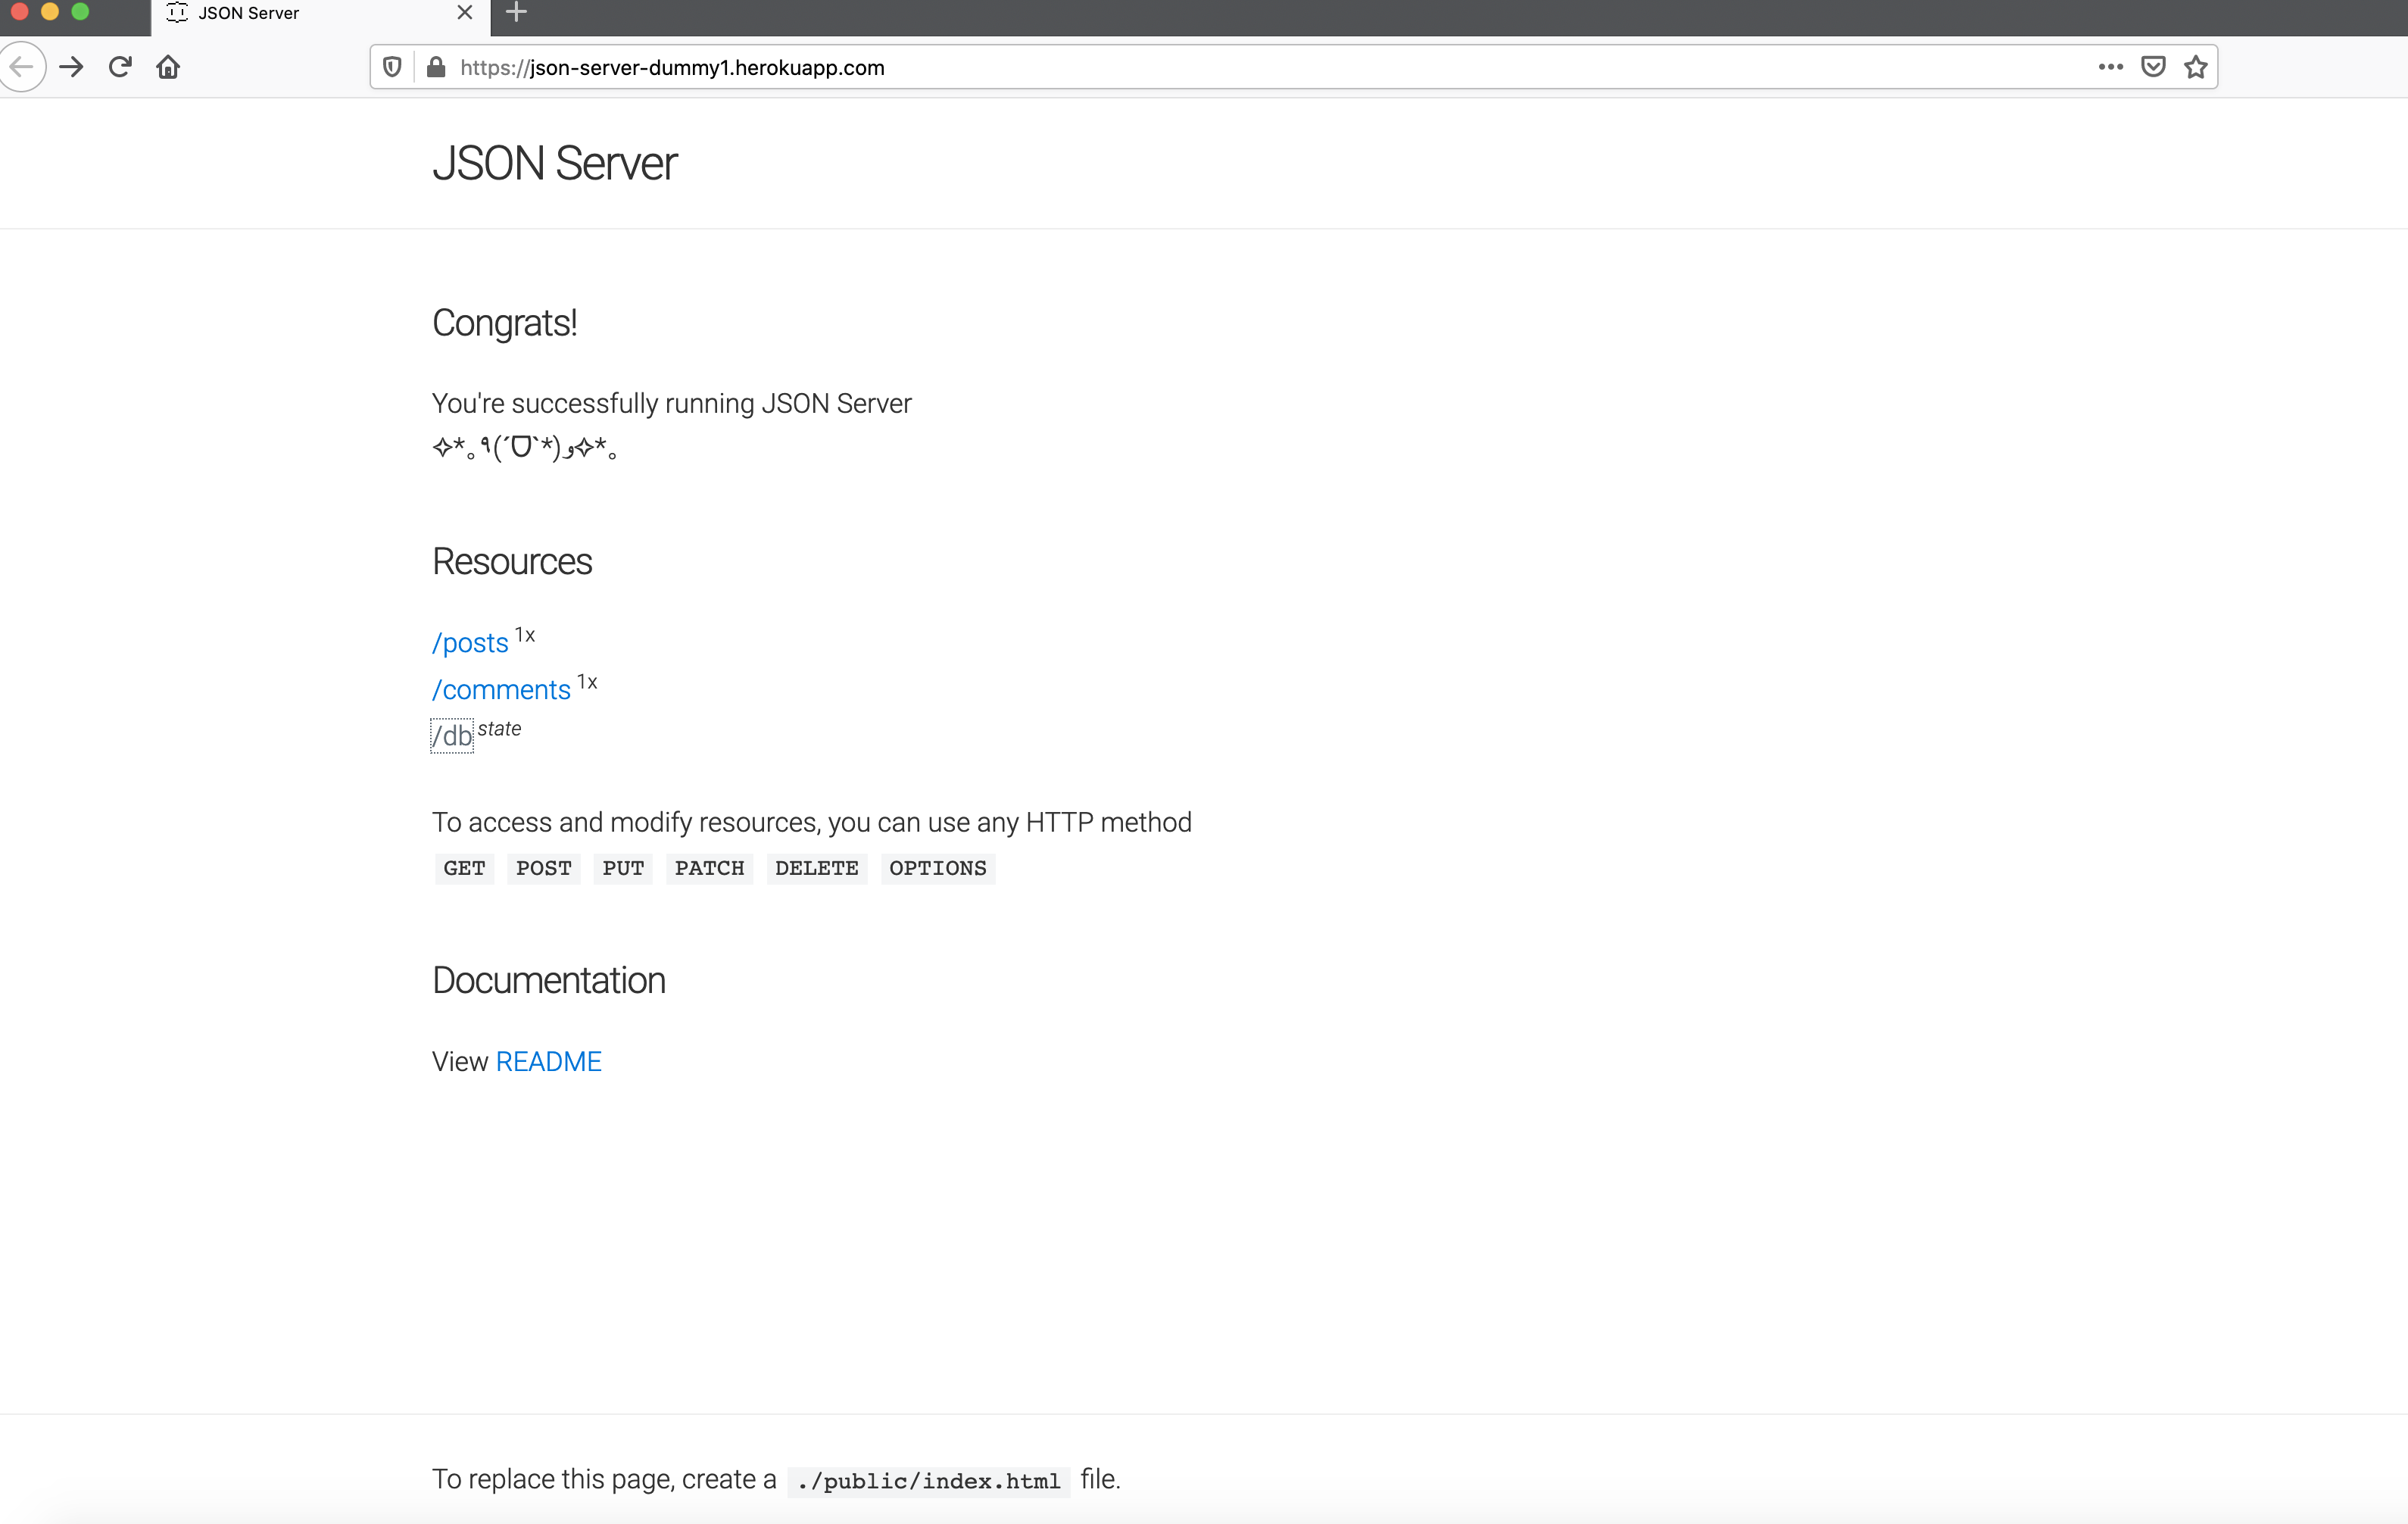 JSON Server
https://json-server-dummy1.herokuapp.com
JSON Server
Congrats!
You're successfully running JSON Server
✧*｡٩(ˊᗜˋ*)و✧*｡
Resources
/posts 1x
/comments 1x
/db state
To access and modify resources, you can use any HTTP method
GET POST PUT PATCH DELETE OPTIONS
Documentation
View README
To replace this page, create a ./public/index.html file.